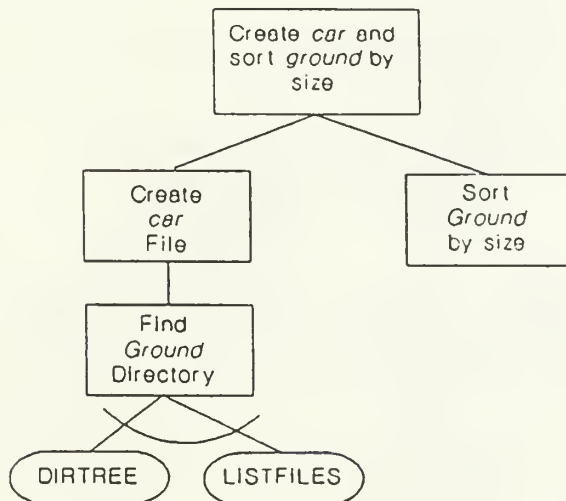 Create car and
sort ground by
size
Create
car
File
Sort
Ground
by size
Find
Ground
Directory
DIRTREE
LISTFILES